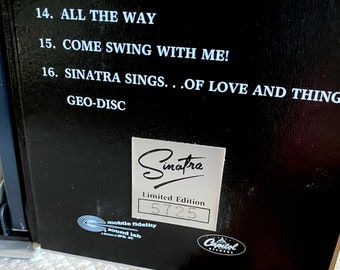 14. ALL THE WAY
15. COME SWING WITH ME!
16. SINATRA SINGS. . .OF LOVE AND THING
GEO-DISC
Sinatra
Limited Edition
5725
mobile fidelity
sound lab
Capitol